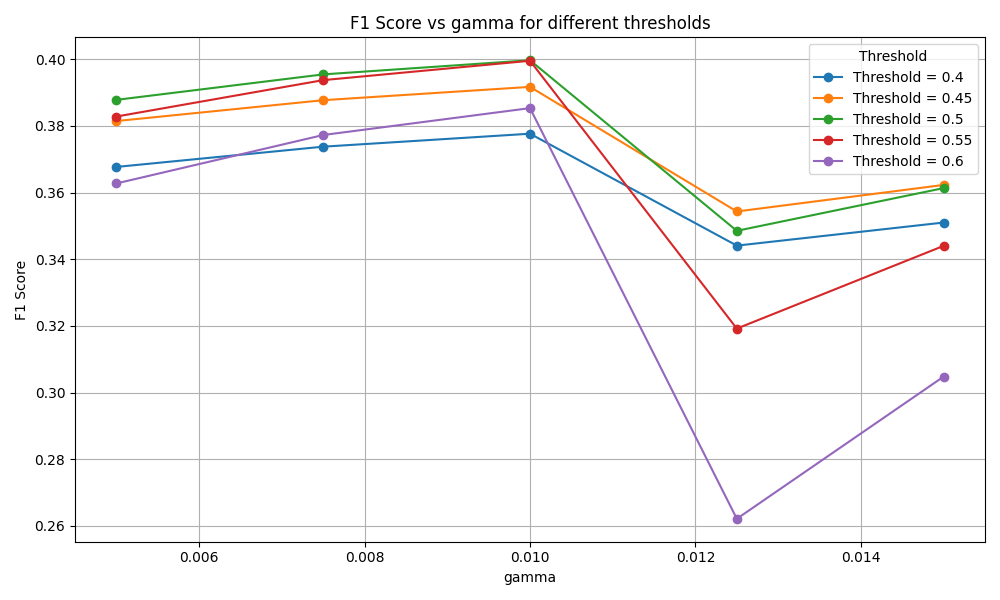 F1 Score vs gamma for different thresholds
Threshold
Threshold = 0.4
Threshold = 0.45
Threshold = 0.5
Threshold = 0.55
Threshold = 0.6
F1 Score
0.40
0.38
0.36
0.34
0.32
0.30
0.28
0.26
0.006
0.008
0.010
0.012
0.014
gamma